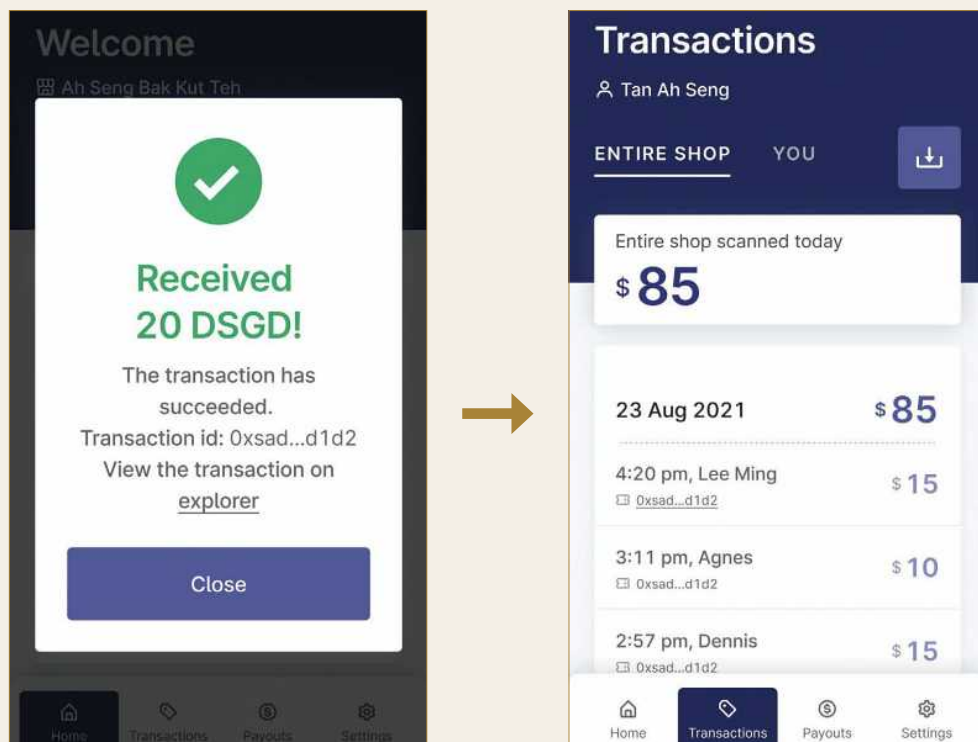 Welcome
Ah Seng Bak Kut Teh
Received
20 DSGD!
The transaction has
succeeded.
Transaction id: 0xsad...d1d2
View the transaction on
explorer
Close
Home Transactions Payouts Settings
Transactions
Tan Ah Seng
ENTIRE SHOP YOU
Entire shop scanned today
$ 85
23 Aug 2021 $ 85
4:20 pm, Lee Ming $ 15
0xsad...d1d2
3:11 pm, Agnes $ 10
0xsad...d1d2
2:57 pm, Dennis $ 15
0xsad...d1d2
Home Transactions Payouts Settings